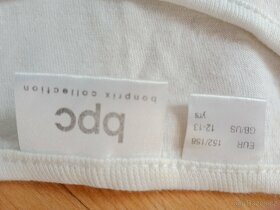 bpc
bonprix collection
EUR 152/158
GB/US 12-13
yrs